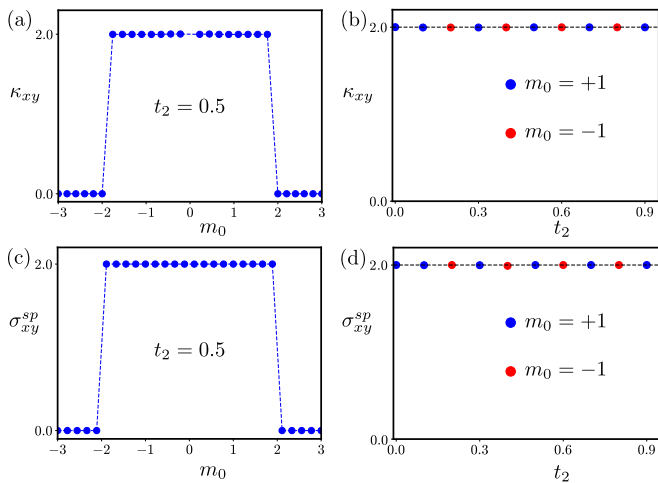 (a)
2.0
κxy
t2 = 0.5
0.0
−3 −2 −1 0 1 2 3
m0
(b)
2.0
κxy
m0 = +1
m0 = −1
0.0
0.0 0.3 0.6 0.9
t2
(c)
2.0
σ^sp_xy
t2 = 0.5
0.0
−3 −2 −1 0 1 2 3
m0
(d)
2.0
σ^sp_xy
m0 = +1
m0 = −1
0.0
0.0 0.3 0.6 0.9
t2